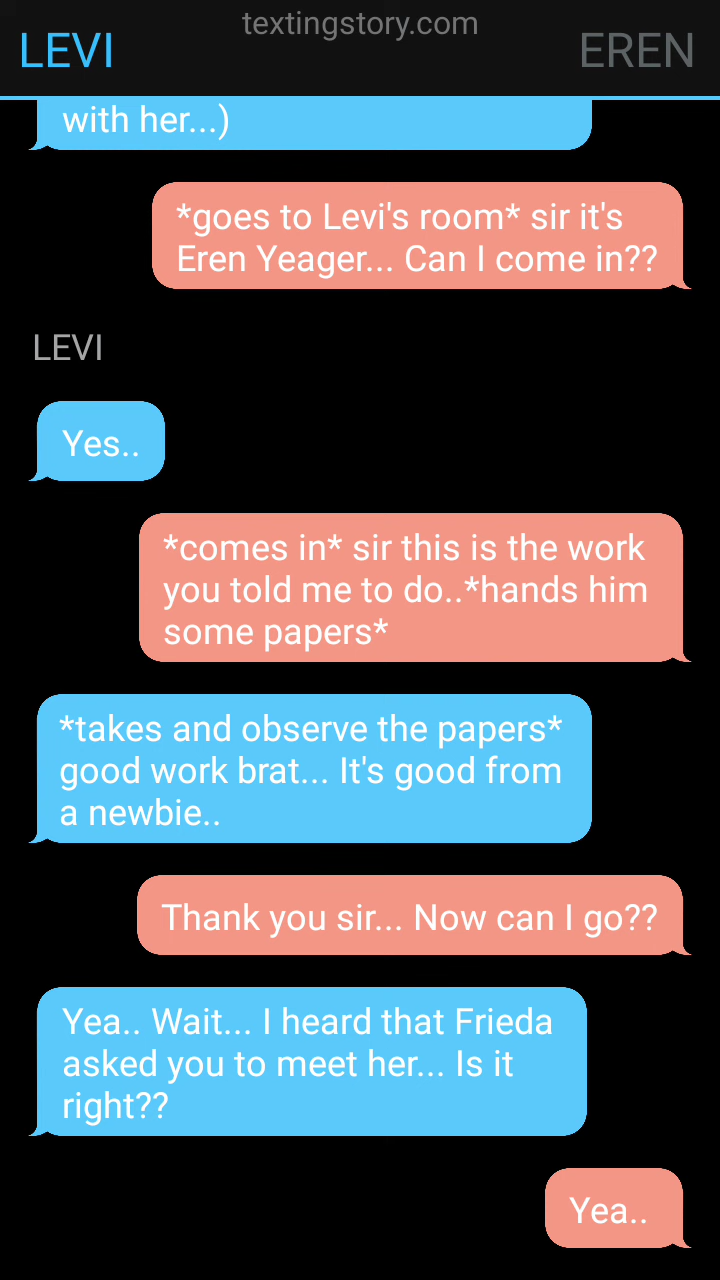 textingstory.com
LEVI
EREN
with her...)
*goes to Levi's room* sir it's
Eren Yeager... Can I come in??
LEVI
Yes..
*comes in* sir this is the work
you told me to do..*hands him
some papers*
*takes and observe the papers*
good work brat... It's good from
a newbie..
Thank you sir... Now can I go??
Yea.. Wait... I heard that Frieda
asked you to meet her... Is it
right??
Yea..